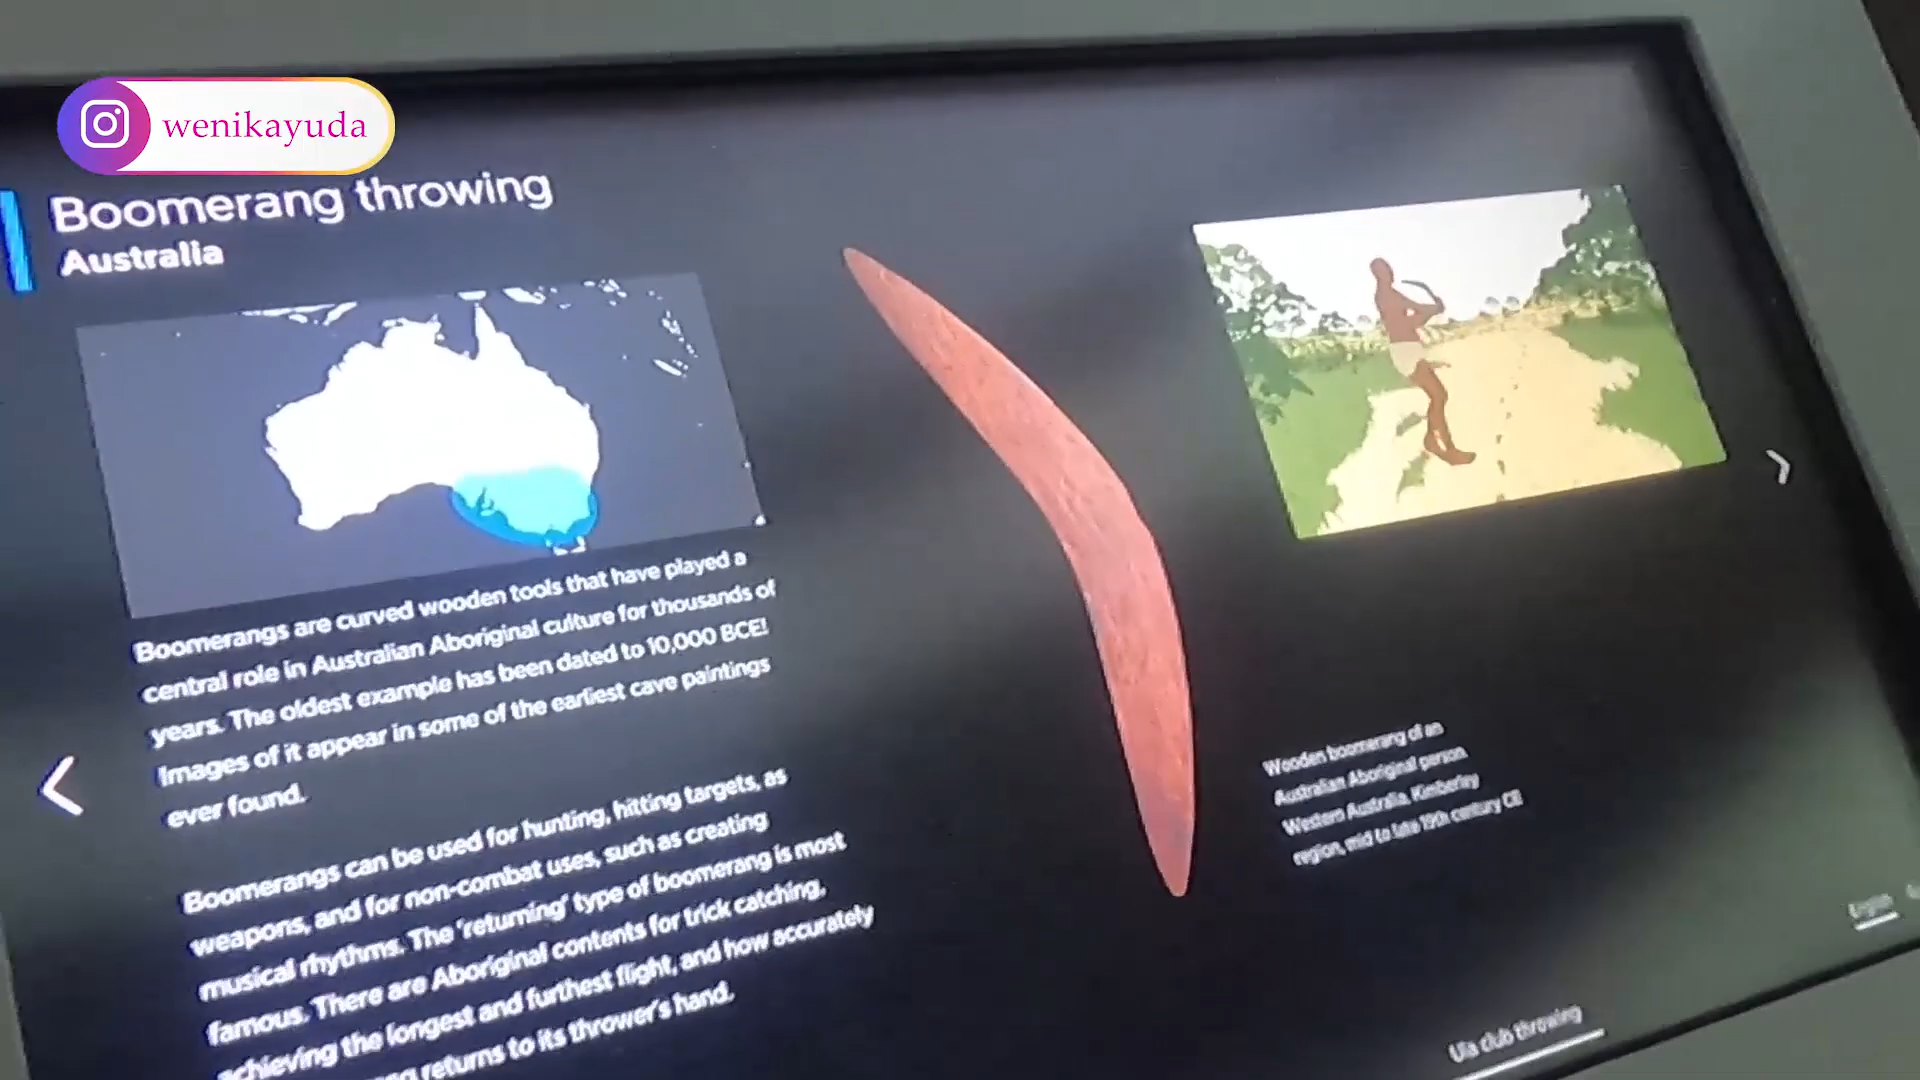 wenikayuda
Boomerang throwing
Australia
Boomerangs are curved wooden tools that have played a
central role in Australian Aboriginal culture for thousands of
years. The oldest example has been dated to 10,000 BCE!
Images of it appear in some of the earliest cave paintings
ever found.
Boomerangs can be used for hunting, hitting targets, as
weapons, and for non-combat uses, such as creating
musical rhythms. The 'returning' type of boomerang is most
famous. There are Aboriginal contents for trick catching,
achieving the longest and furthest flight, and how accurately
returns to its thrower's hand.
Wooden boomerang of an
Australian Aboriginal person.
Western Australia, Kimberley
region, mid to late 19th century CE
English
Ula club throwing